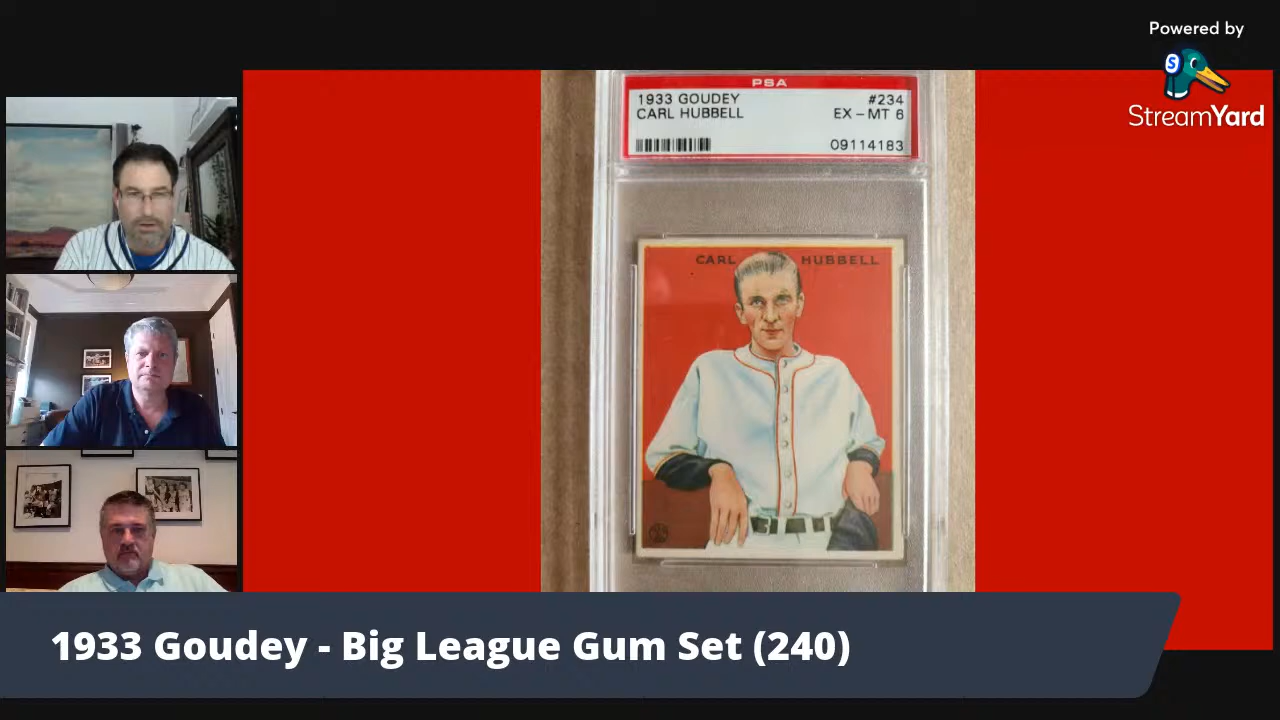 Powered by
StreamYard
PSA
1933 GOUDEY #234
CARL HUBBELL EX - MT 6
09114183
CARL HUBBELL
1933 Goudey - Big League Gum Set (240)